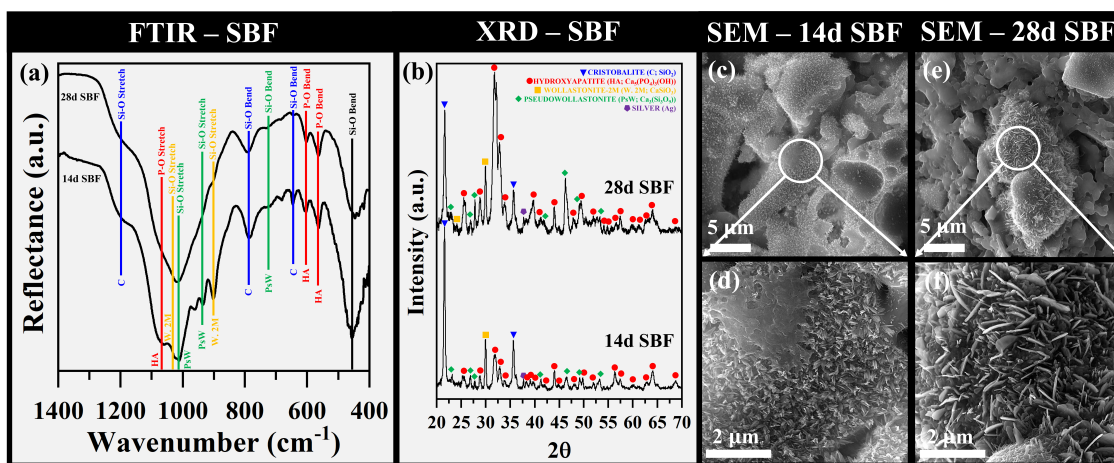 FTIR – SBF
XRD – SBF
SEM – 14d SBF
SEM – 28d SBF
(a)
28d SBF
14d SBF
Si-O Stretch
P-O Stretch
Si-O Stretch
Si-O Stretch
Si-O Stretch
Si-O Stretch
Si-O Bend
Si-O Bend
Si-O Bend
P-O Bend
P-O Bend
Si-O Bend
C
HA
W, 2M
PsW
PsW
W, 2M
C
PsW
C
HA
HA
Reflectance (a.u.)
1400 1200 1000 800 600 400
Wavenumber (cm⁻¹)
(b)
CRISTOBALITE (C; SiO₂)
HYDROXYAPATITE (HA; Ca₅(PO₄)₃(OH))
WOLLASTONITE-2M (W, 2M; CaSiO₃)
PSEUDOWOLLASTONITE (PsW; Ca₃(Si₃O₉))
SILVER (Ag)
28d SBF
14d SBF
Intensity (a.u.)
20 25 30 35 40 45 50 55 60 65 70
2θ
(c)
5 μm
(e)
5 μm
(d)
2 μm
(f)
2 μm